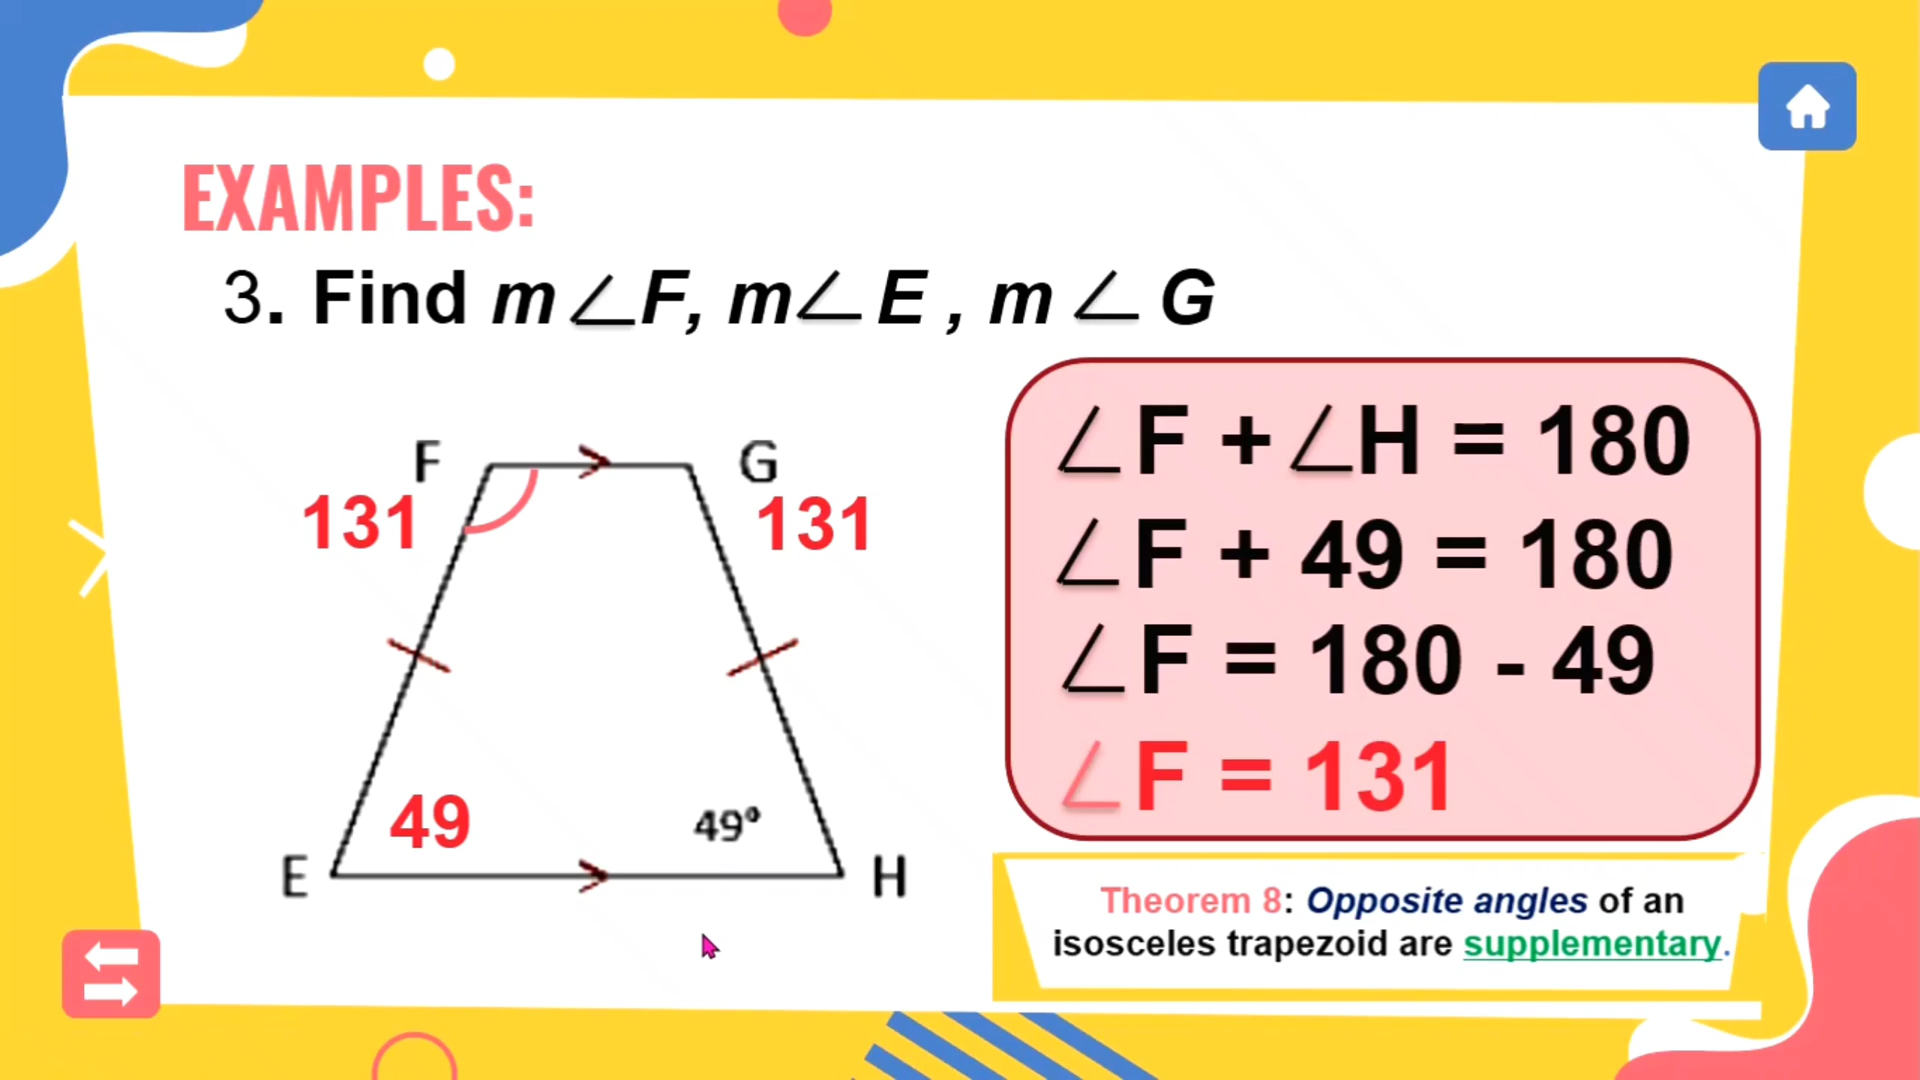 EXAMPLES:
3. Find m∠F, m∠E , m ∠ G
F G
131 131
49 49º
E H
∠F + ∠H = 180
∠F + 49 = 180
∠F = 180 - 49
∠F = 131
Theorem 8: Opposite angles of an
isosceles trapezoid are supplementary.